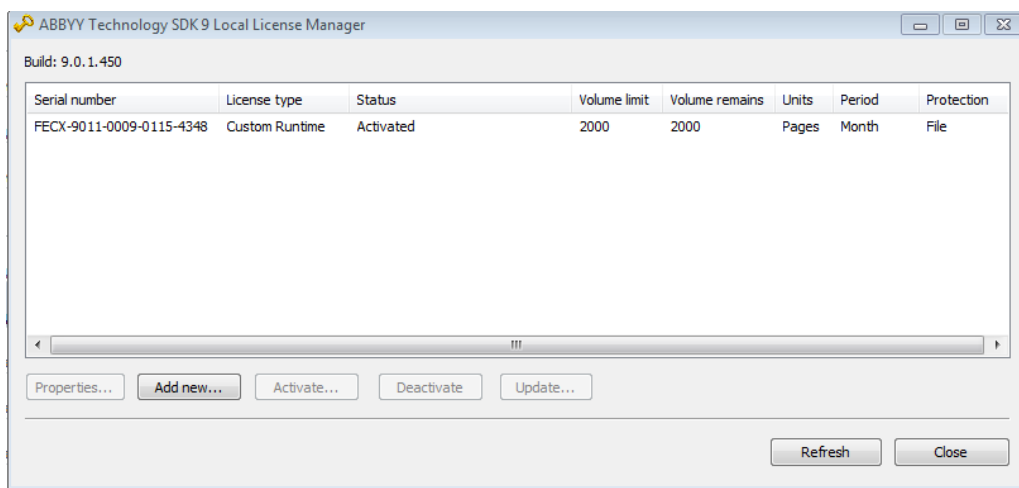 ABBYY Technology SDK 9 Local License Manager
Build: 9.0.1.450
Serial number License type Status Volume limit Volume remains Units Period Protection
FECX-9011-0009-0115-4348 Custom Runtime Activated 2000 2000 Pages Month File
Properties... Add new... Activate... Deactivate Update...
Refresh Close